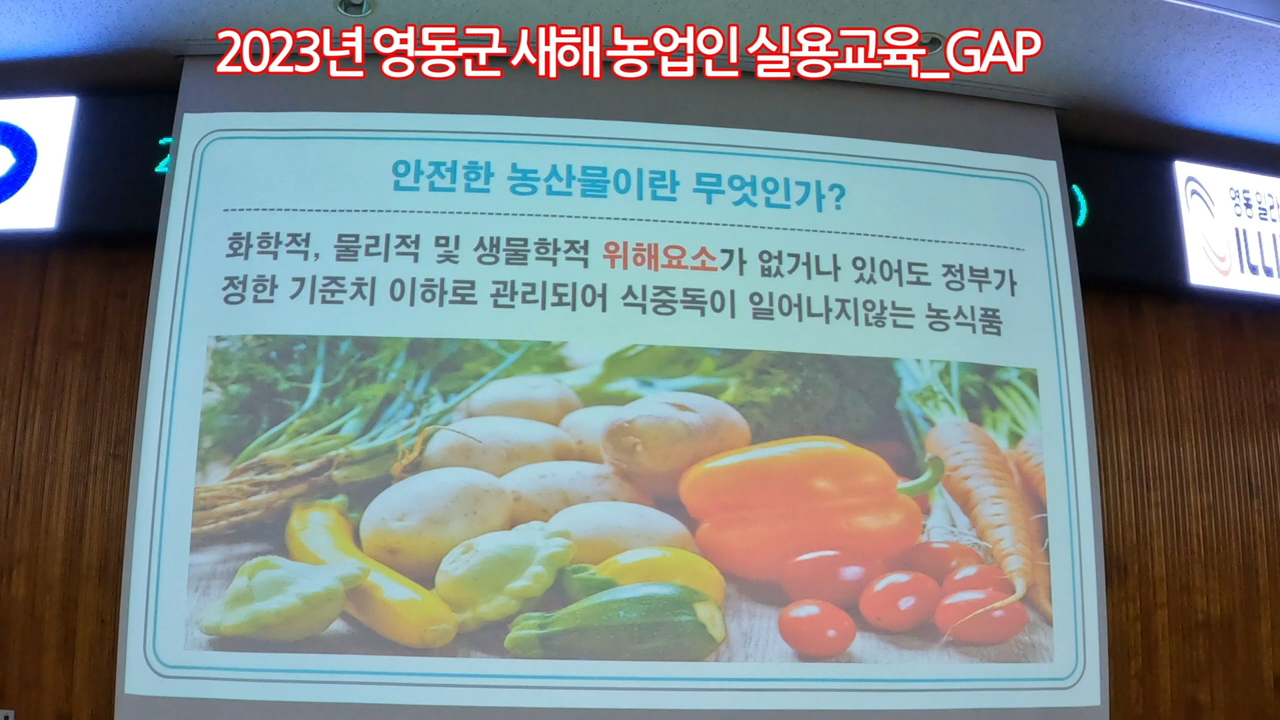 2023년 영동군 새해 농업인 실용교육_GAP
안전한 농산물이란 무엇인가?
화학적, 물리적 및 생물학적 위해요소가 없거나 있어도 정부가
정한 기준치 이하로 관리되어 식중독이 일어나지않는 농식품
영동 일라